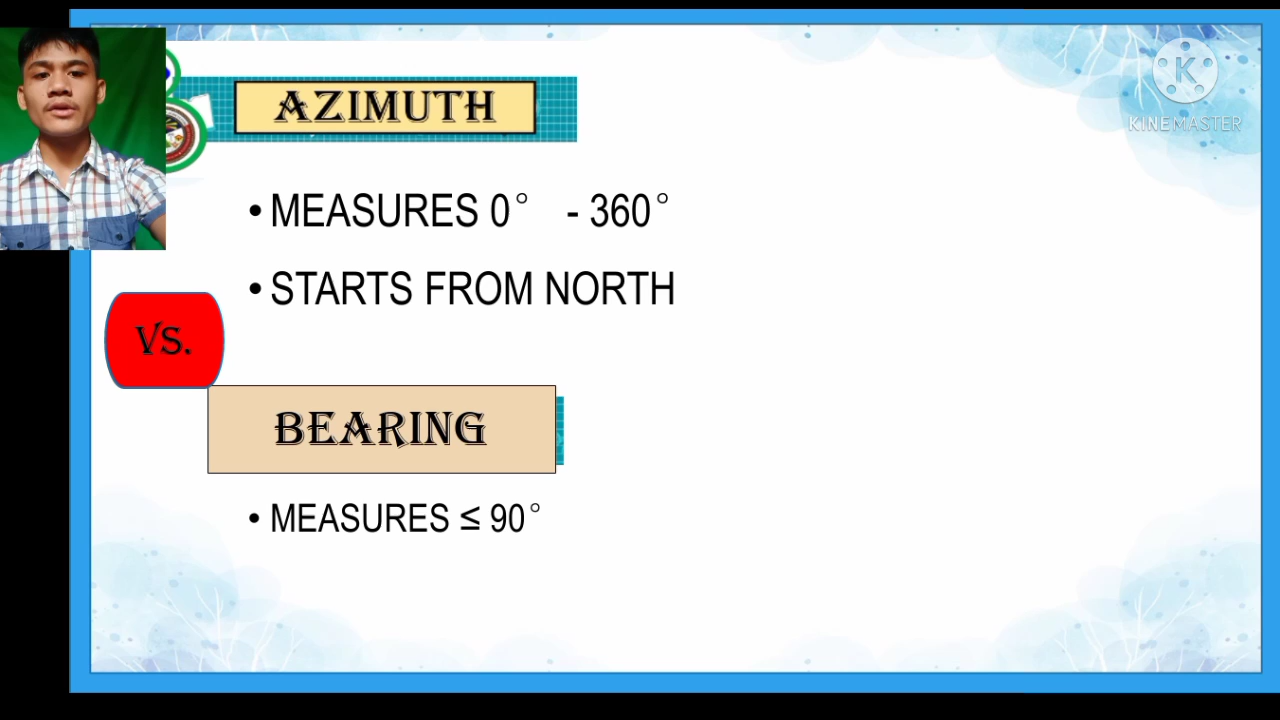 AZIMUTH
• MEASURES 0° - 360°
• STARTS FROM NORTH
VS.
BEARING
• MEASURES ≤ 90°
K
KINEMASTER